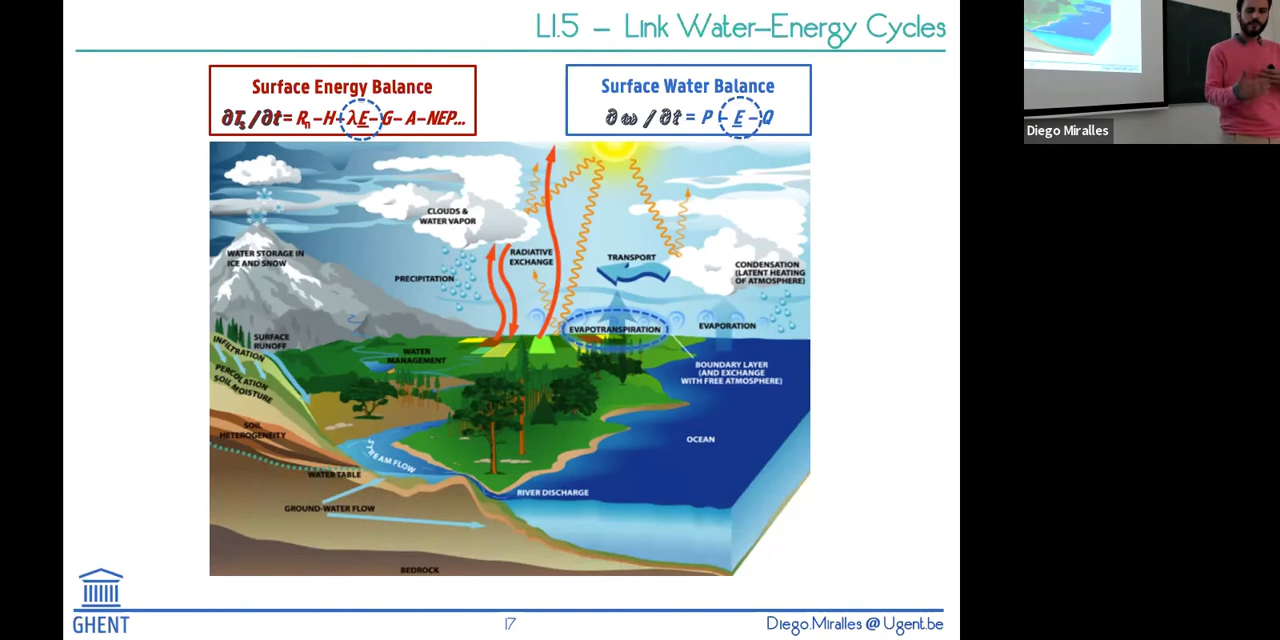 L1.5 – Link Water–Energy Cycles
Surface Energy Balance
∂Tₛ/∂t = Rₙ – H – λE – G – A – NEP...
Surface Water Balance
∂ω / ∂t = P – E – Q
Diego Miralles
CLOUDS &
WATER VAPOR
WATER STORAGE IN
ICE AND SNOW
PRECIPITATION
RADIATIVE
EXCHANGE
TRANSPORT
CONDENSATION
(LATENT HEATING
OF ATMOSPHERE)
EVAPOTRANSPIRATION
EVAPORATION
SURFACE
RUNOFF
INFILTRATION
WATER
MANAGEMENT
PERCOLATION
SOIL MOISTURE
BOUNDARY LAYER
(AND EXCHANGE
WITH FREE ATMOSPHERE)
SOIL
HETEROGENEITY
OCEAN
STREAM FLOW
WATER TABLE
RIVER DISCHARGE
GROUND-WATER FLOW
BEDROCK
GHENT
17
Diego.Miralles @ Ugent.be